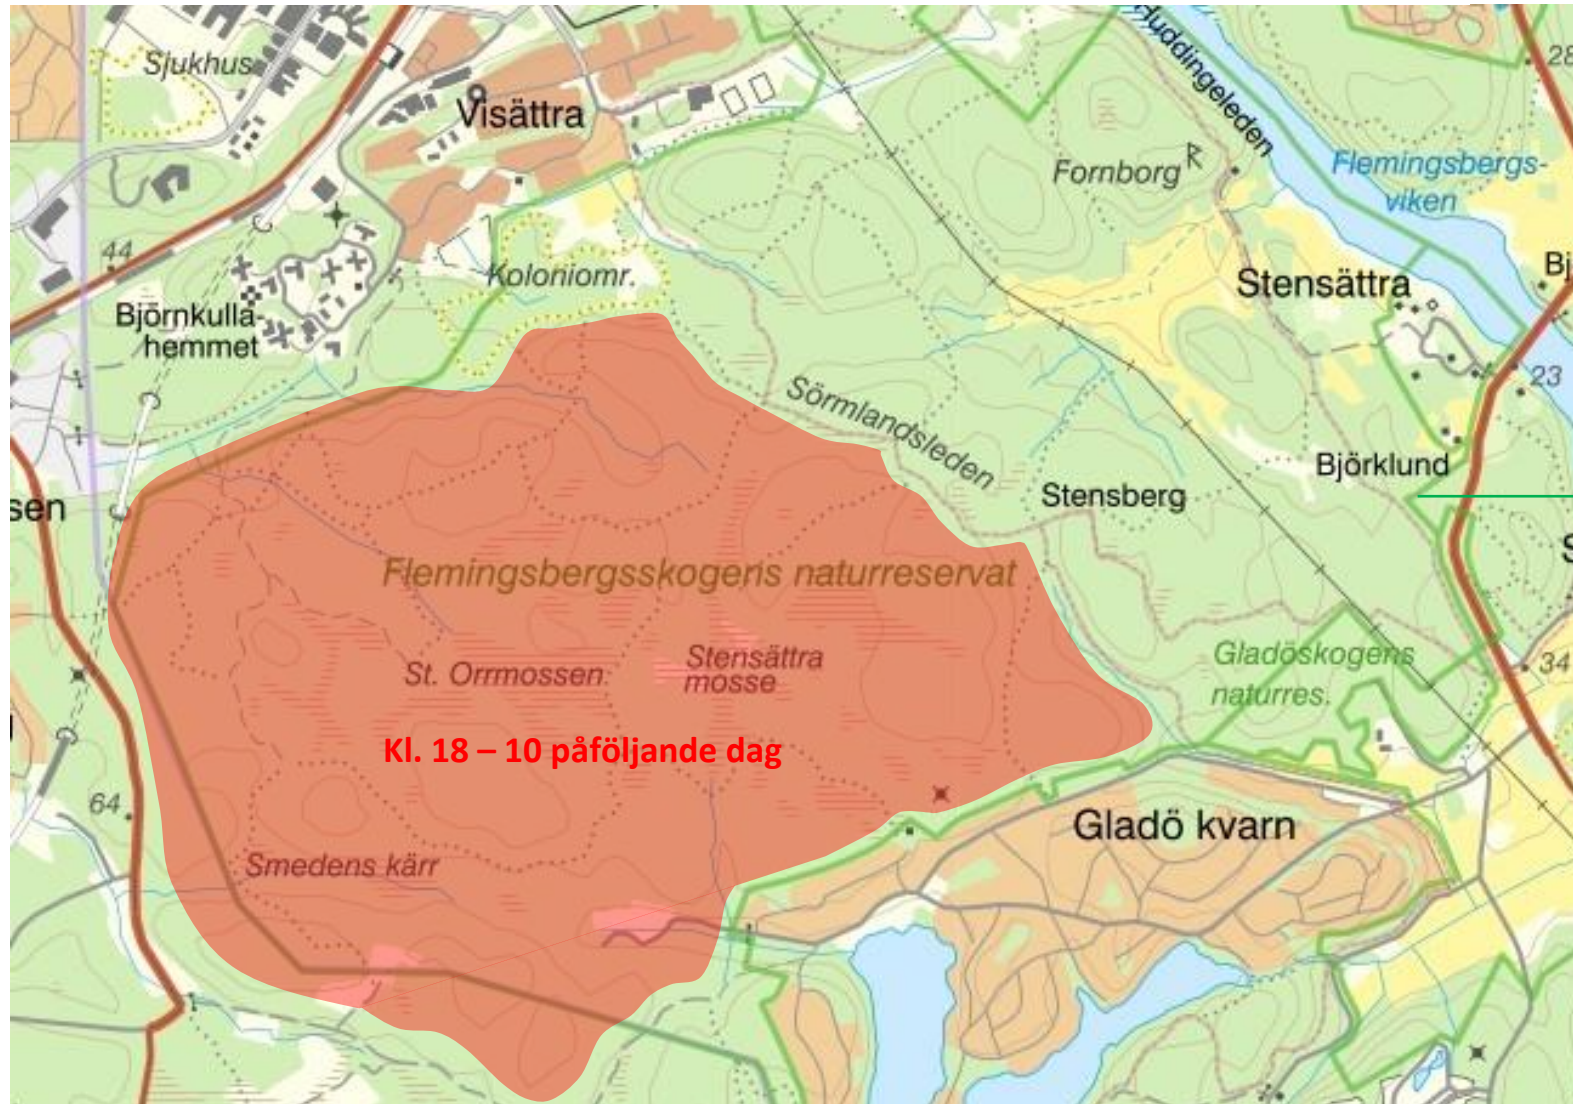 Sjukhus
Visättra
Huddingeleden
28
Fornborg
Flemingsbergs-
viken
44
Koloniomr.
Stensättra
Björnkulla-
hemmet
23
Sörmlandsleden
Björklund
Stensberg
Flemingsbergsskogens naturreservat
St. Orrmossen
Stensättra
mosse
Gladöskogens
naturres.
34
Kl. 18 – 10 påföljande dag
64
Gladö kvarn
Smedens kärr